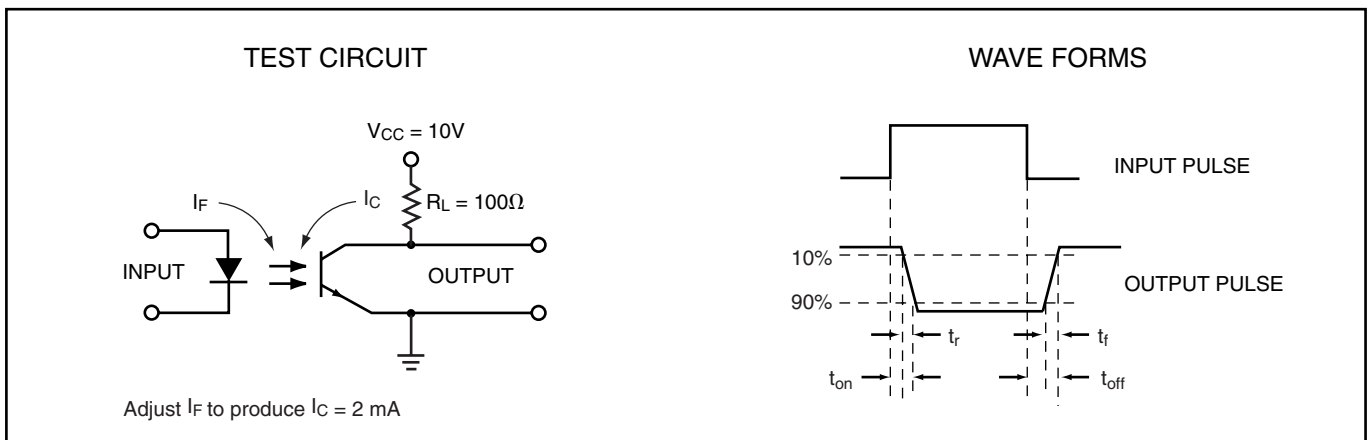 TEST CIRCUIT
VCC = 10V
IF
IC
RL = 100Ω
INPUT
OUTPUT
Adjust IF to produce IC = 2 mA
WAVE FORMS
INPUT PULSE
10%
OUTPUT PULSE
90%
tr
tf
ton
toff